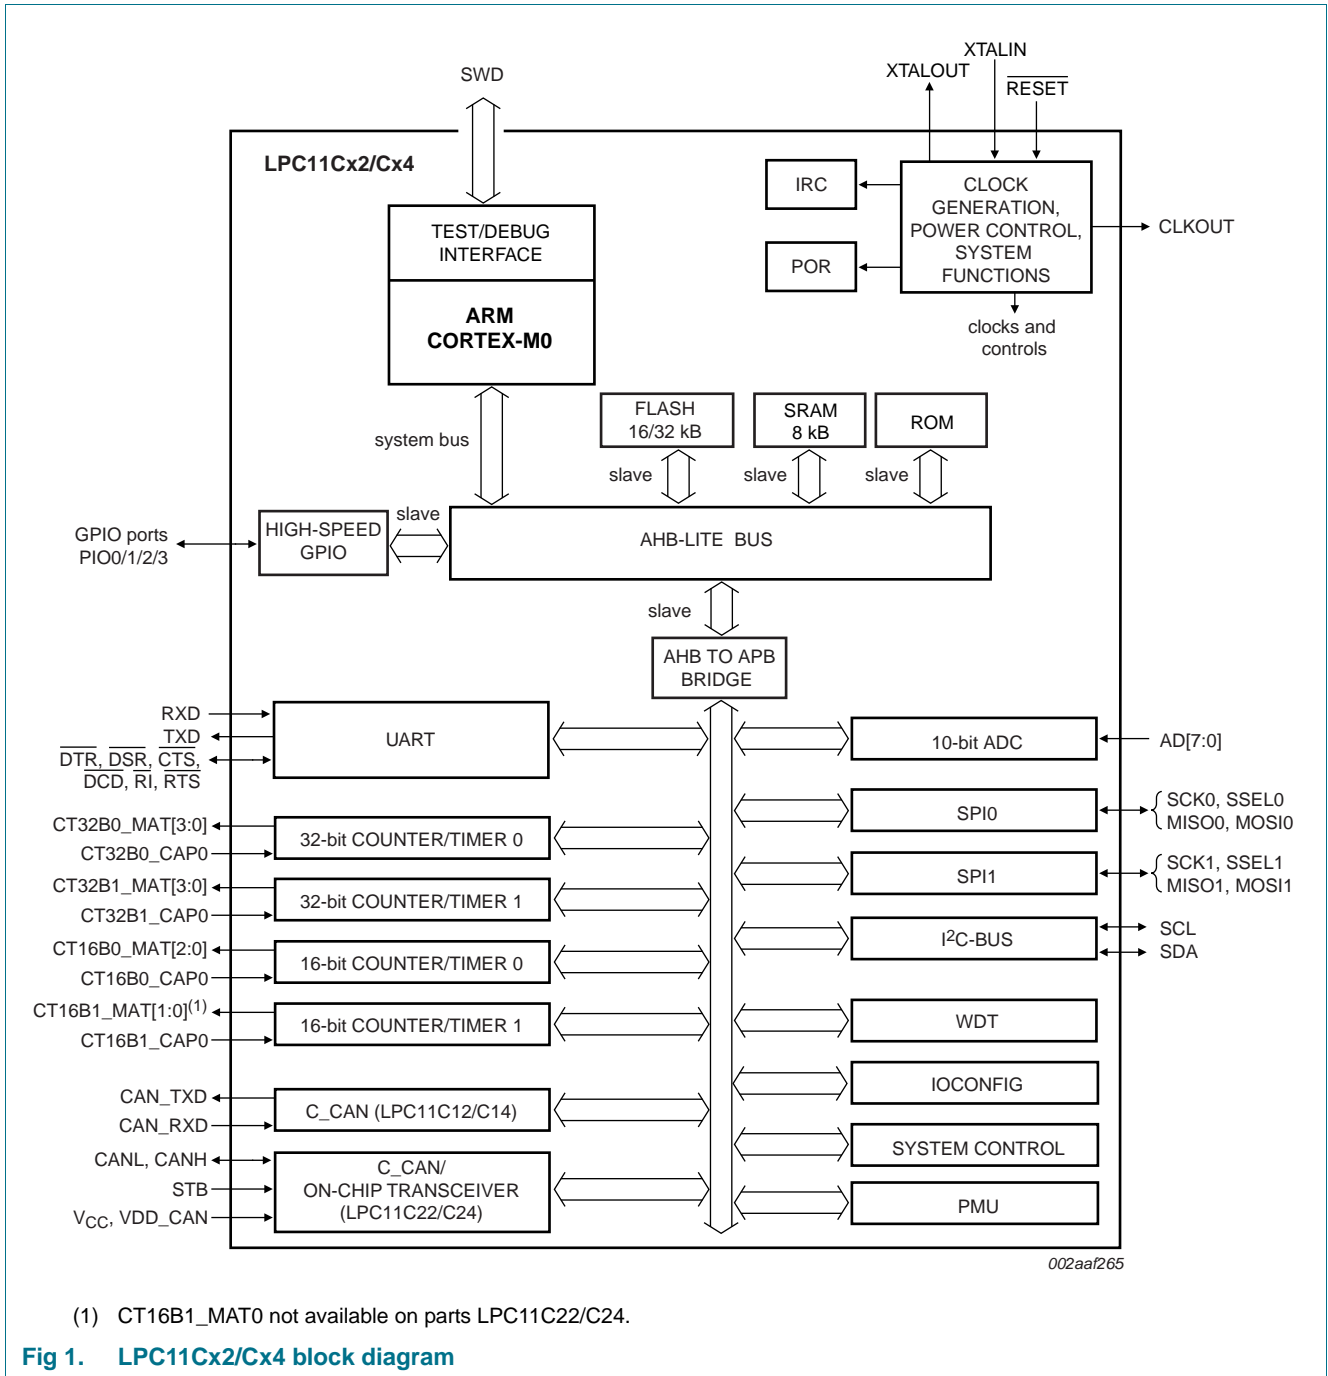 XTALIN
XTALOUT
RESET
SWD
LPC11Cx2/Cx4
IRC
CLOCK
GENERATION,
POWER CONTROL,
SYSTEM
FUNCTIONS
CLKOUT
POR
TEST/DEBUG
INTERFACE
ARM
CORTEX-M0
clocks and
controls
FLASH
16/32 kB
SRAM
8 kB
ROM
system bus
slave
slave
slave
slave
GPIO ports
PIO0/1/2/3
HIGH-SPEED
GPIO
AHB-LITE BUS
slave
AHB TO APB
BRIDGE
RXD
TXD
DTR, DSR, CTS,
DCD, RI, RTS
UART
10-bit ADC
AD[7:0]
SPI0
SCK0, SSEL0
MISO0, MOSI0
CT32B0_MAT[3:0]
CT32B0_CAP0
32-bit COUNTER/TIMER 0
SPI1
SCK1, SSEL1
MISO1, MOSI1
CT32B1_MAT[3:0]
CT32B1_CAP0
32-bit COUNTER/TIMER 1
I2C-BUS
SCL
SDA
CT16B0_MAT[2:0]
CT16B0_CAP0
16-bit COUNTER/TIMER 0
CT16B1_MAT[1:0](1)
CT16B1_CAP0
16-bit COUNTER/TIMER 1
WDT
IOCONFIG
CAN_TXD
CAN_RXD
C_CAN (LPC11C12/C14)
SYSTEM CONTROL
CANL, CANH
STB
VCC, VDD_CAN
C_CAN/
ON-CHIP TRANSCEIVER
(LPC11C22/C24)
PMU
002aaf265
(1) CT16B1_MAT0 not available on parts LPC11C22/C24.
Fig 1. LPC11Cx2/Cx4 block diagram